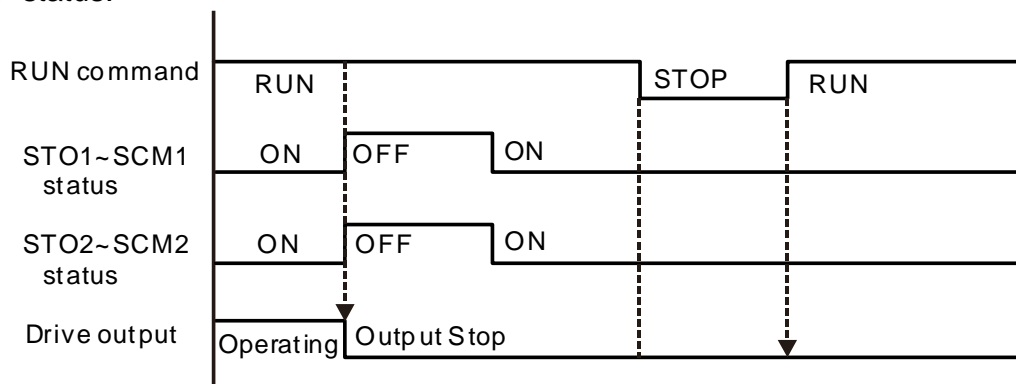 status.
RUN command
RUN
STOP
RUN
STO1~SCM1
status
ON
OFF
ON
STO2~SCM2
status
ON
OFF
ON
Drive output
Operating
Output Stop